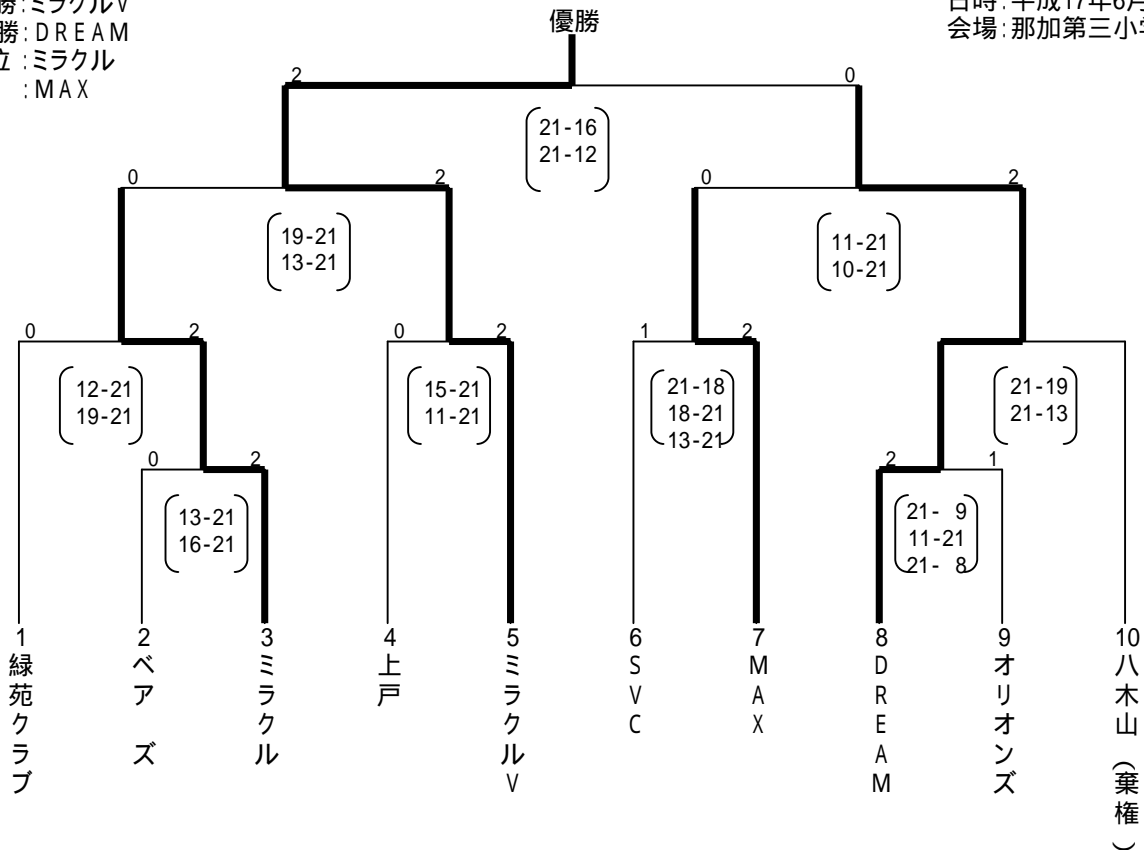 勝:ミラクルV
勝:DREAM
位:ミラクル
:MAX
優勝
日時:平成17年6月
会場:那加第三小学
2 0
21-16
21-12
0 2 0 2
19-21
13-21
11-21
10-21
0 2 0 2 1 2
12-21
19-21
15-21
11-21
21-18
18-21
13-21
21-19
21-13
0 2 2 1
13-21
16-21
21- 9
11-21
21- 8
1 緑苑クラブ
2 ベアズ
3 ミラクル
4 上戸
5 ミラクルV
6 SVC
7 MAX
8 DREAM
9 オリオンズ
10 八木山(棄権)